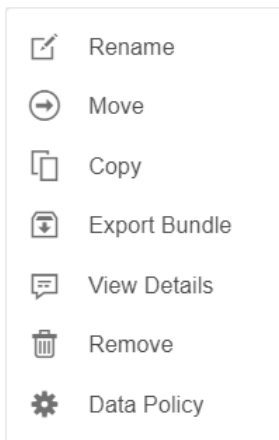 Rename
Move
Copy
Export Bundle
View Details
Remove
Data Policy